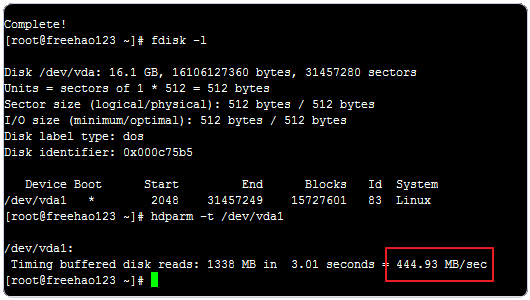 Complete!
[root@freehao123 ~]# fdisk -l
Disk /dev/vda: 16.1 GB, 16106127360 bytes, 31457280 sectors
Units = sectors of 1 * 512 = 512 bytes
Sector size (logical/physical): 512 bytes / 512 bytes
I/O size (minimum/optimal): 512 bytes / 512 bytes
Disk label type: dos
Disk identifier: 0x000c75b5
Device Boot Start End Blocks Id System
/dev/vda1 * 2048 31457249 15727601 83 Linux
[root@freehao123 ~]# hdparm -t /dev/vda1
/dev/vda1:
Timing buffered disk reads: 1338 MB in 3.01 seconds = 444.93 MB/sec
[root@freehao123 ~]#